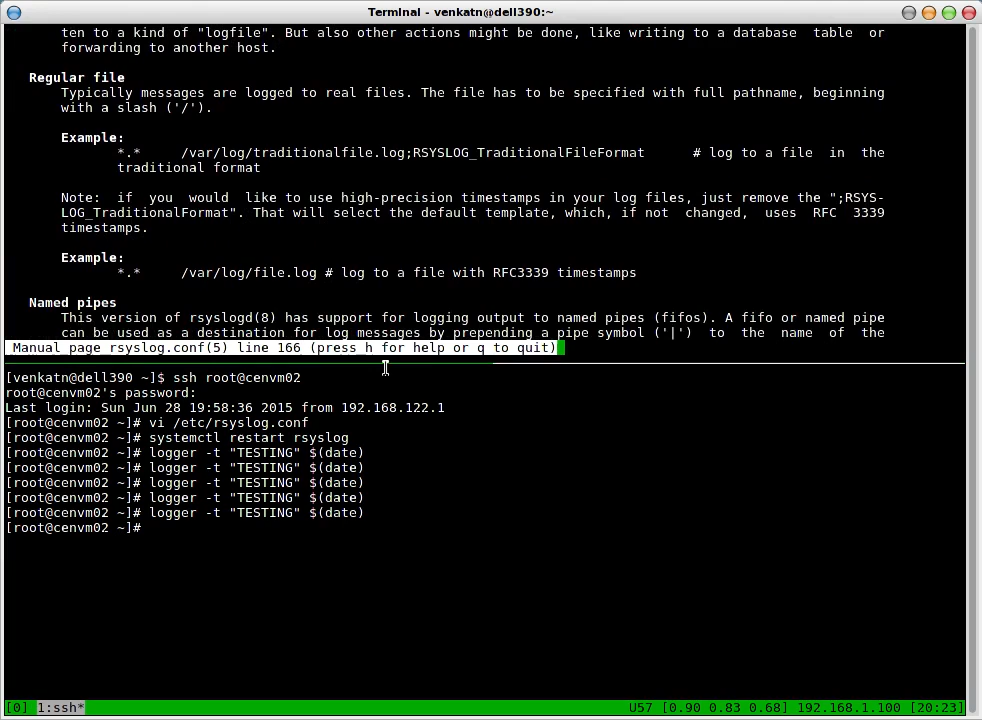 Terminal - venkatn@dell390:~
ten to a kind of "logfile". But also other actions might be done, like writing to a database  table  or
forwarding to another host.
Regular file
Typically messages are logged to real files. The file has to be specified with full pathname, beginning
with a slash ('/').
Example:
*.*     /var/log/traditionalfile.log;RSYSLOG_TraditionalFileFormat      # log to a file  in  the
traditional format
Note:  if  you  would  like to use high-precision timestamps in your log files, just remove the ";RSYS-
LOG_TraditionalFormat". That will select the default template, which, if not  changed,  uses  RFC  3339
timestamps.
Example:
*.*     /var/log/file.log # log to a file with RFC3339 timestamps
Named pipes
This version of rsyslogd(8) has support for logging output to named pipes (fifos). A fifo or named pipe
can be used as a destination for log messages by prepending a pipe symbol ('|')  to  the  name  of  the
Manual page rsyslog.conf(5) line 166 (press h for help or q to quit)
[venkatn@dell390 ~]$ ssh root@cenvm02
root@cenvm02's password:
Last login: Sun Jun 28 19:58:36 2015 from 192.168.122.1
[root@cenvm02 ~]# vi /etc/rsyslog.conf
[root@cenvm02 ~]# systemctl restart rsyslog
[root@cenvm02 ~]# logger -t "TESTING" $(date)
[root@cenvm02 ~]# logger -t "TESTING" $(date)
[root@cenvm02 ~]# logger -t "TESTING" $(date)
[root@cenvm02 ~]# logger -t "TESTING" $(date)
[root@cenvm02 ~]# logger -t "TESTING" $(date)
[root@cenvm02 ~]#
[0] 1:ssh* U57 [0.90 0.83 0.68] 192.168.1.100 [20:23]